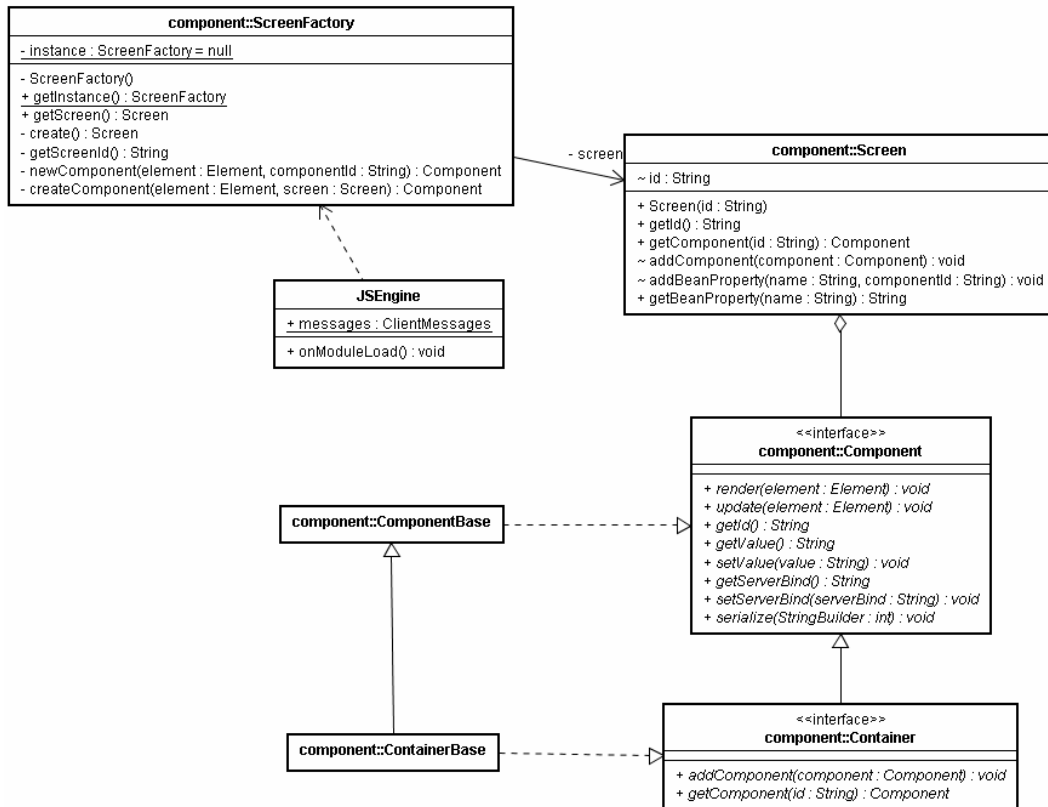 component::ScreenFactory
- instance : ScreenFactory = null
- ScreenFactory()
+ getInstance() : ScreenFactory
+ getScreen() : Screen
- create() : Screen
- getScreenId() : String
- newComponent(element : Element, componentId : String) : Component
- createComponent(element : Element, screen : Screen) : Component
- screen
component::Screen
~ id : String
+ Screen(id : String)
+ getId() : String
+ getComponent(id : String) : Component
~ addComponent(component : Component) : void
~ addBeanProperty(name : String, componentId : String) : void
+ getBeanProperty(name : String) : String
JSEngine
+ messages : ClientMessages
+ onModuleLoad() : void
<<interface>>
component::Component
+ render(element : Element) : void
+ update(element : Element) : void
+ getId() : String
+ getValue() : String
+ setValue(value : String) : void
+ getServerBind() : String
+ setServerBind(serverBind : String) : void
+ serialize(StringBuilder : int) : void
component::ComponentBase
component::ContainerBase
<<interface>>
component::Container
+ addComponent(component : Component) : void
+ getComponent(id : String) : Component